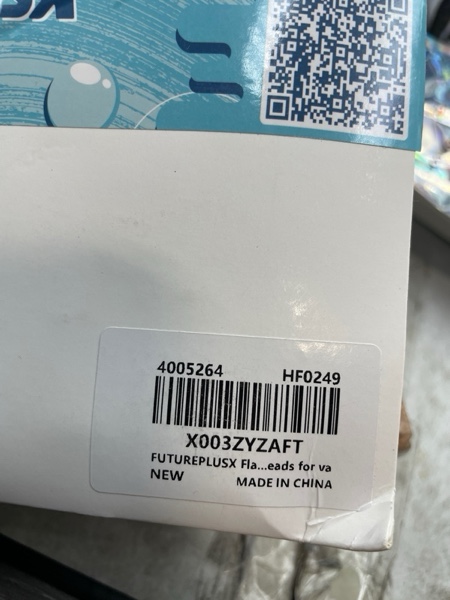 4005264 HF0249
X003ZYZAFT
FUTUREPLUSX Fla...eads for va
NEW MADE IN CHINA